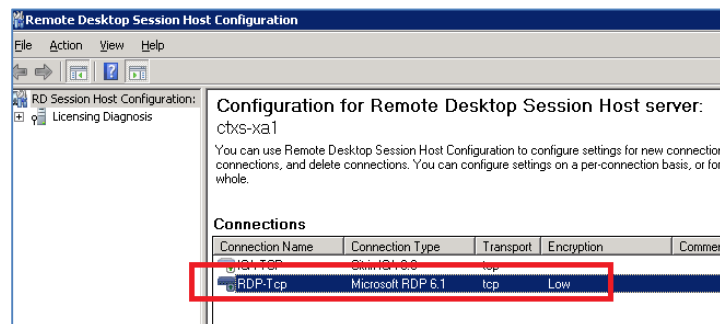 Remote Desktop Session Host Configuration
File Action View Help
RD Session Host Configuration:
Licensing Diagnosis
Configuration for Remote Desktop Session Host server:
ctxs-xa1
You can use Remote Desktop Session Host Configuration to configure settings for new connection
connections, and delete connections. You can configure settings on a per-connection basis, or for
whole.
Connections
Connection Name Connection Type Transport Encryption Commer
RDP-Tcp Microsoft RDP 6.1 tcp Low